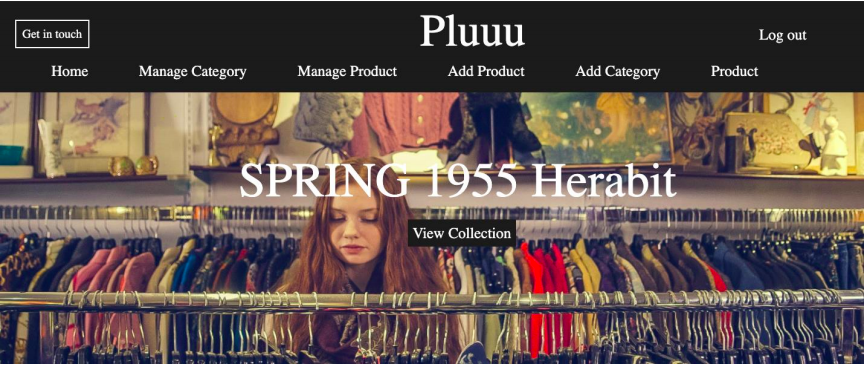 Get in touch
Pluuu
Log out
Home Manage Category Manage Product Add Product Add Category Product
SPRING 1955 Herabit
View Collection